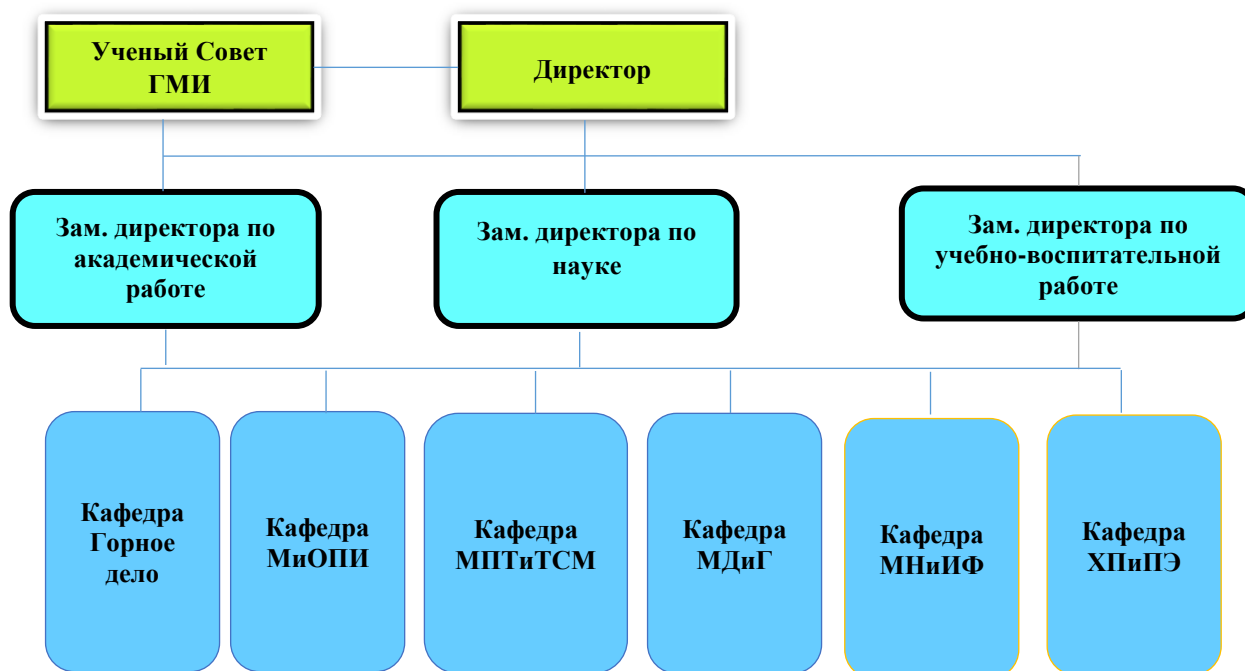 Ученый Совет
ГМИ
Директор
Зам. директора по
академической
работе
Зам. директора по
науке
Зам. директора по
учебно-воспитательной
работе
Кафедра
Горное
дело
Кафедра
МиОПИ
Кафедра
МПТиТСМ
Кафедра
МДиГ
Кафедра
МНиИФ
Кафедра
ХПиПЭ